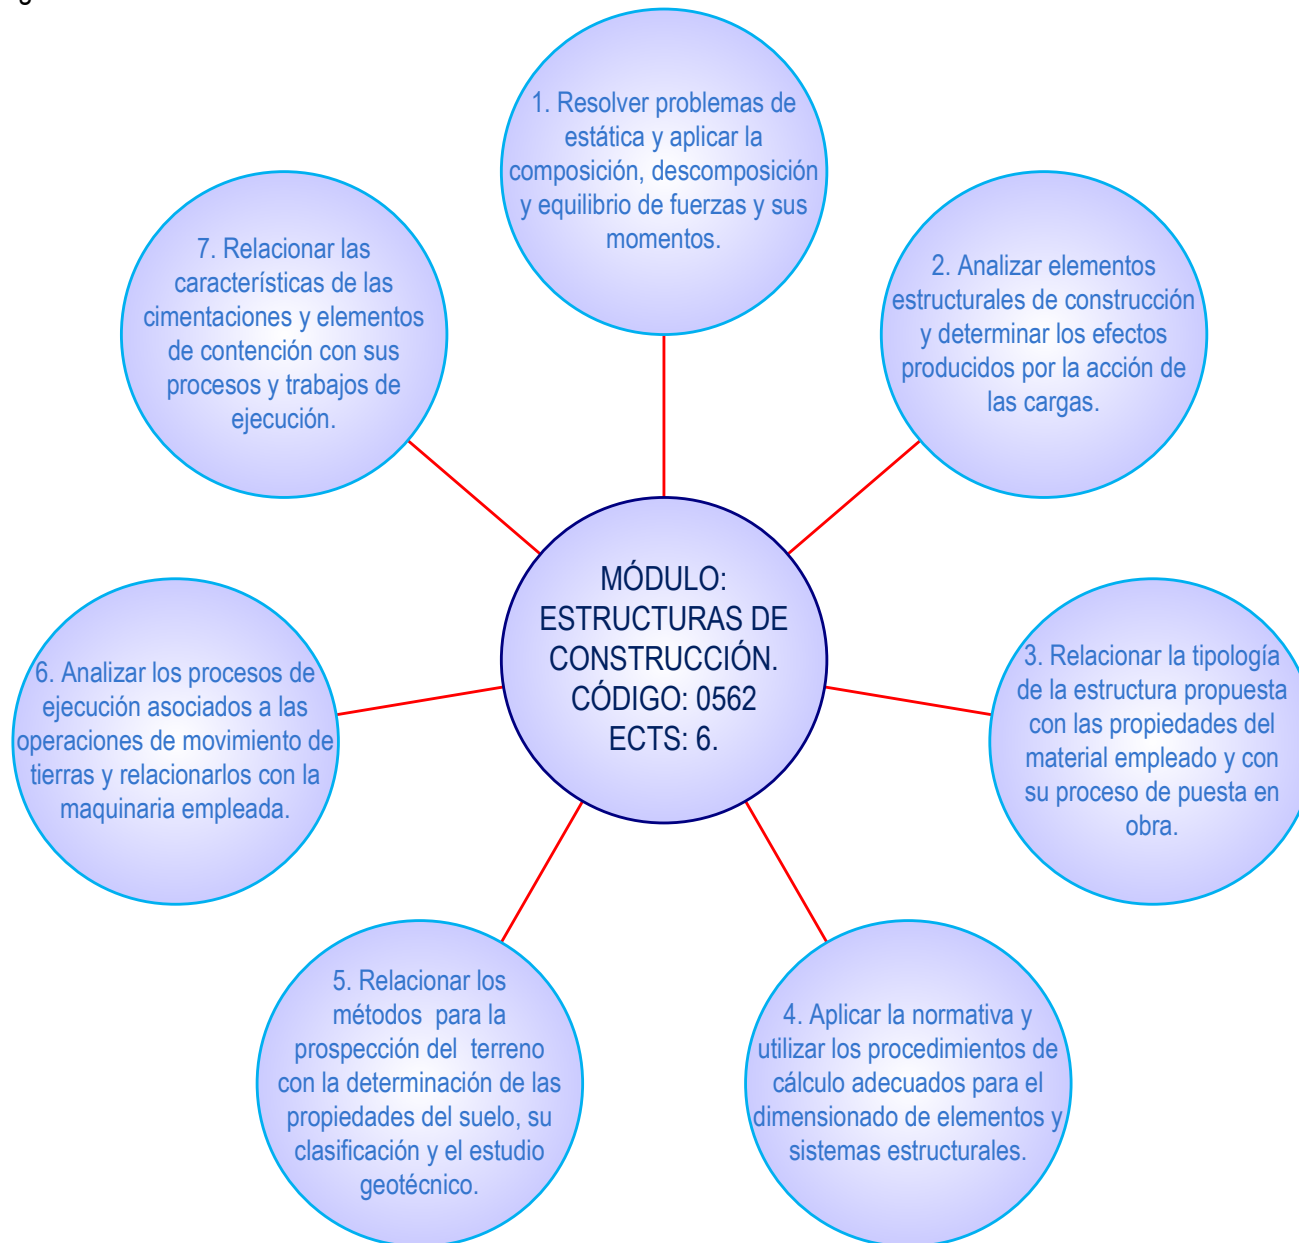 g
1. Resolver problemas de
estática y aplicar la
composición, descomposición
y equilibrio de fuerzas y sus
momentos.
2. Analizar elementos
estructurales de construcción
y determinar los efectos
producidos por la acción de
las cargas.
3. Relacionar la tipología
de la estructura propuesta
con las propiedades del
material empleado y con
su proceso de puesta en
obra.
4. Aplicar la normativa y
utilizar los procedimientos de
cálculo adecuados para el
dimensionado de elementos y
sistemas estructurales.
5. Relacionar los
métodos  para la
prospección del  terreno
con la determinación de las
propiedades del suelo, su
clasificación y el estudio
geotécnico.
6. Analizar los procesos de
ejecución asociados a las
operaciones de movimiento de
tierras y relacionarlos con la
maquinaria empleada.
7. Relacionar las
características de las
cimentaciones y elementos
de contención con sus
procesos y trabajos de
ejecución.
MÓDULO:
ESTRUCTURAS DE
CONSTRUCCIÓN.
CÓDIGO: 0562
ECTS: 6.